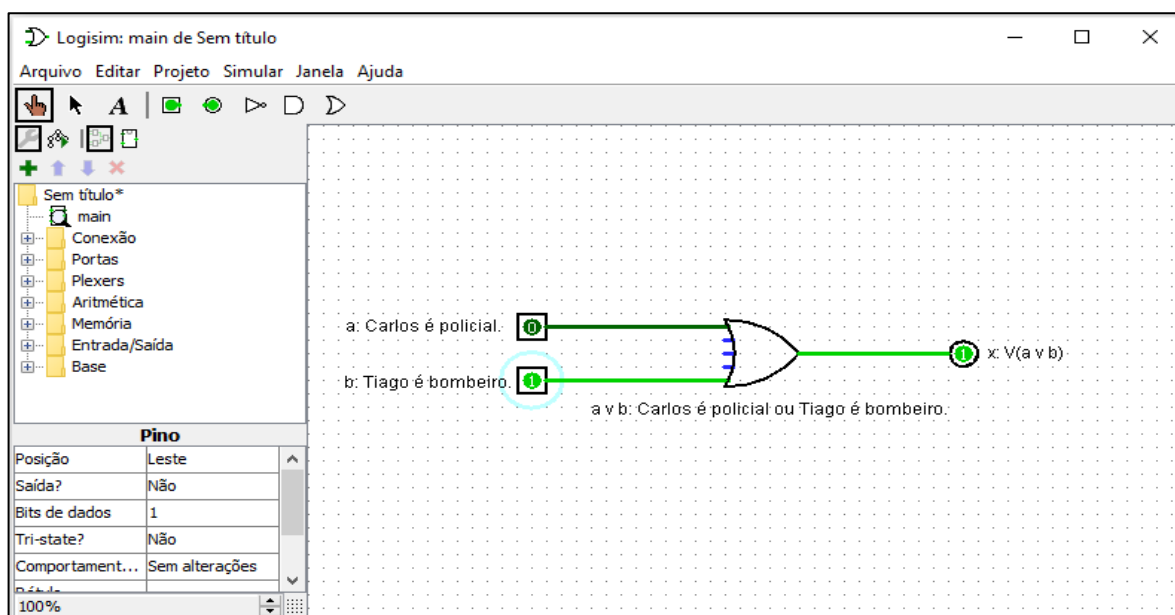 Logisim: main de Sem título
Arquivo Editar Projeto Simular Janela Ajuda
A
Sem título*
main
Conexão
Portas
Plexers
Aritmética
Memória
Entrada/Saída
Base
a: Carlos é policial. 0
1 x: V(a v b)
b: Tiago é bombeiro. 1
a v b: Carlos é policial ou Tiago é bombeiro.
Pino
Posição Leste
Saída? Não
Bits de dados 1
Tri-state? Não
Comportament... Sem alterações
100%